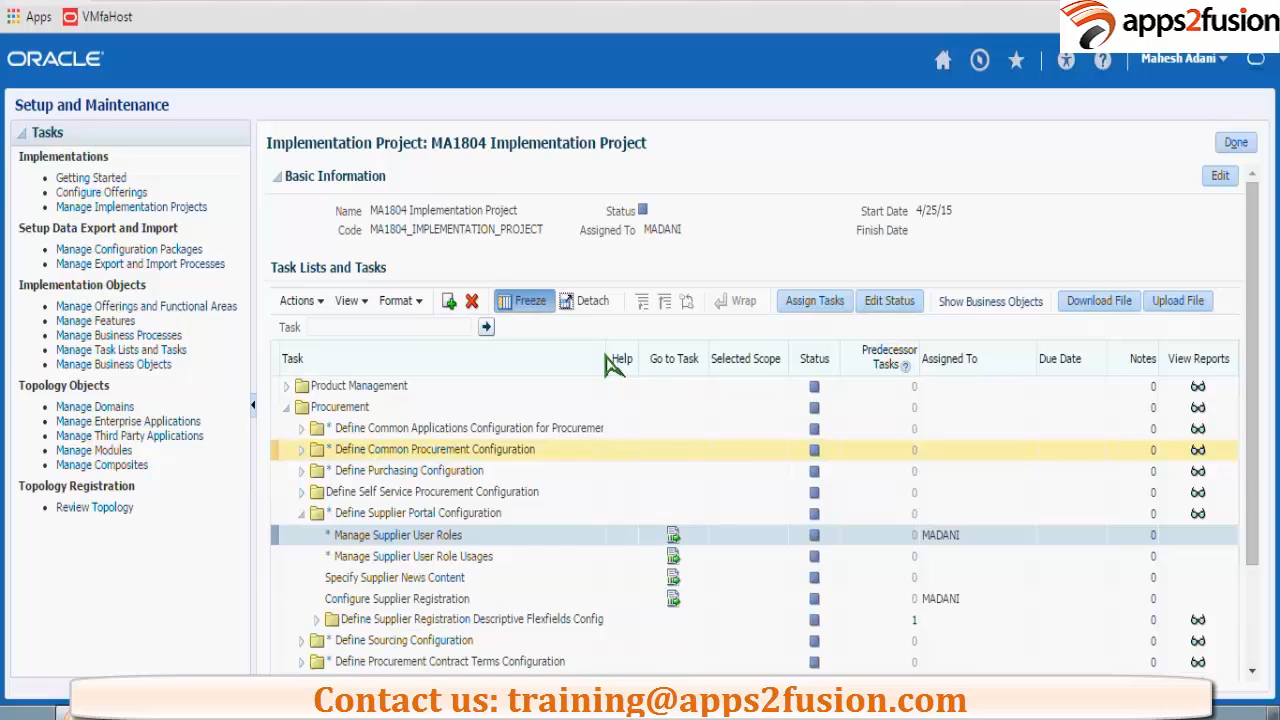 Apps VMfaHost
apps2fusion
ORACLE
Mahesh Adani
Setup and Maintenance
Tasks
Implementations
Getting Started
Configure Offerings
Manage Implementation Projects
Setup Data Export and Import
Manage Configuration Packages
Manage Export and Import Processes
Implementation Objects
Manage Offerings and Functional Areas
Manage Features
Manage Business Processes
Manage Task Lists and Tasks
Manage Business Objects
Topology Objects
Manage Domains
Manage Enterprise Applications
Manage Third Party Applications
Manage Modules
Manage Composites
Topology Registration
Review Topology
Implementation Project: MA1804 Implementation Project Done
Basic Information Edit
Name MA1804 Implementation Project Status Start Date 4/25/15
Code MA1804_IMPLEMENTATION_PROJECT Assigned To MADANI Finish Date
Task Lists and Tasks
Actions View Format Freeze Detach Wrap Assign Tasks Edit Status Show Business Objects Download File Upload File
Task
Task Help Go to Task Selected Scope Status Predecessor Tasks Assigned To Due Date Notes View Reports
Product Management 0 0
Procurement 0 0
* Define Common Applications Configuration for Procuremer 0 0
* Define Common Procurement Configuration 0 0
* Define Purchasing Configuration 0 0
Define Self Service Procurement Configuration 0 0
* Define Supplier Portal Configuration 0 0
* Manage Supplier User Roles 0 MADANI 0
* Manage Supplier User Role Usages 0 0
Specify Supplier News Content 0 0
Configure Supplier Registration 0 MADANI 0
Define Supplier Registration Descriptive Flexfields Config 1 0
* Define Sourcing Configuration 0 0
* Define Procurement Contract Terms Configuration 0 0
Contact us: training@apps2fusion.com